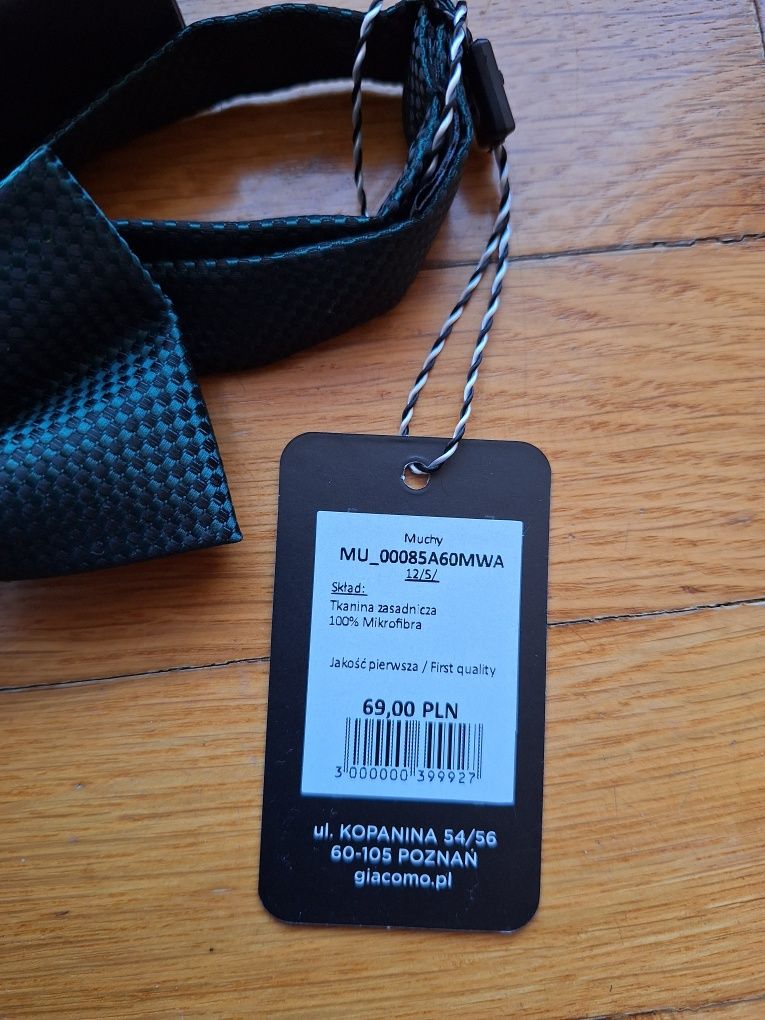 Muchy
MU_00085A60MWA
12/5/
Skład:
Tkanina zasadnicza
100% Mikrofibra
Jakość pierwsza / First quality
69,00 PLN
3 000000 399927
ul. KOPANINA 54/56
60-105 POZNAŃ
giacomo.pl